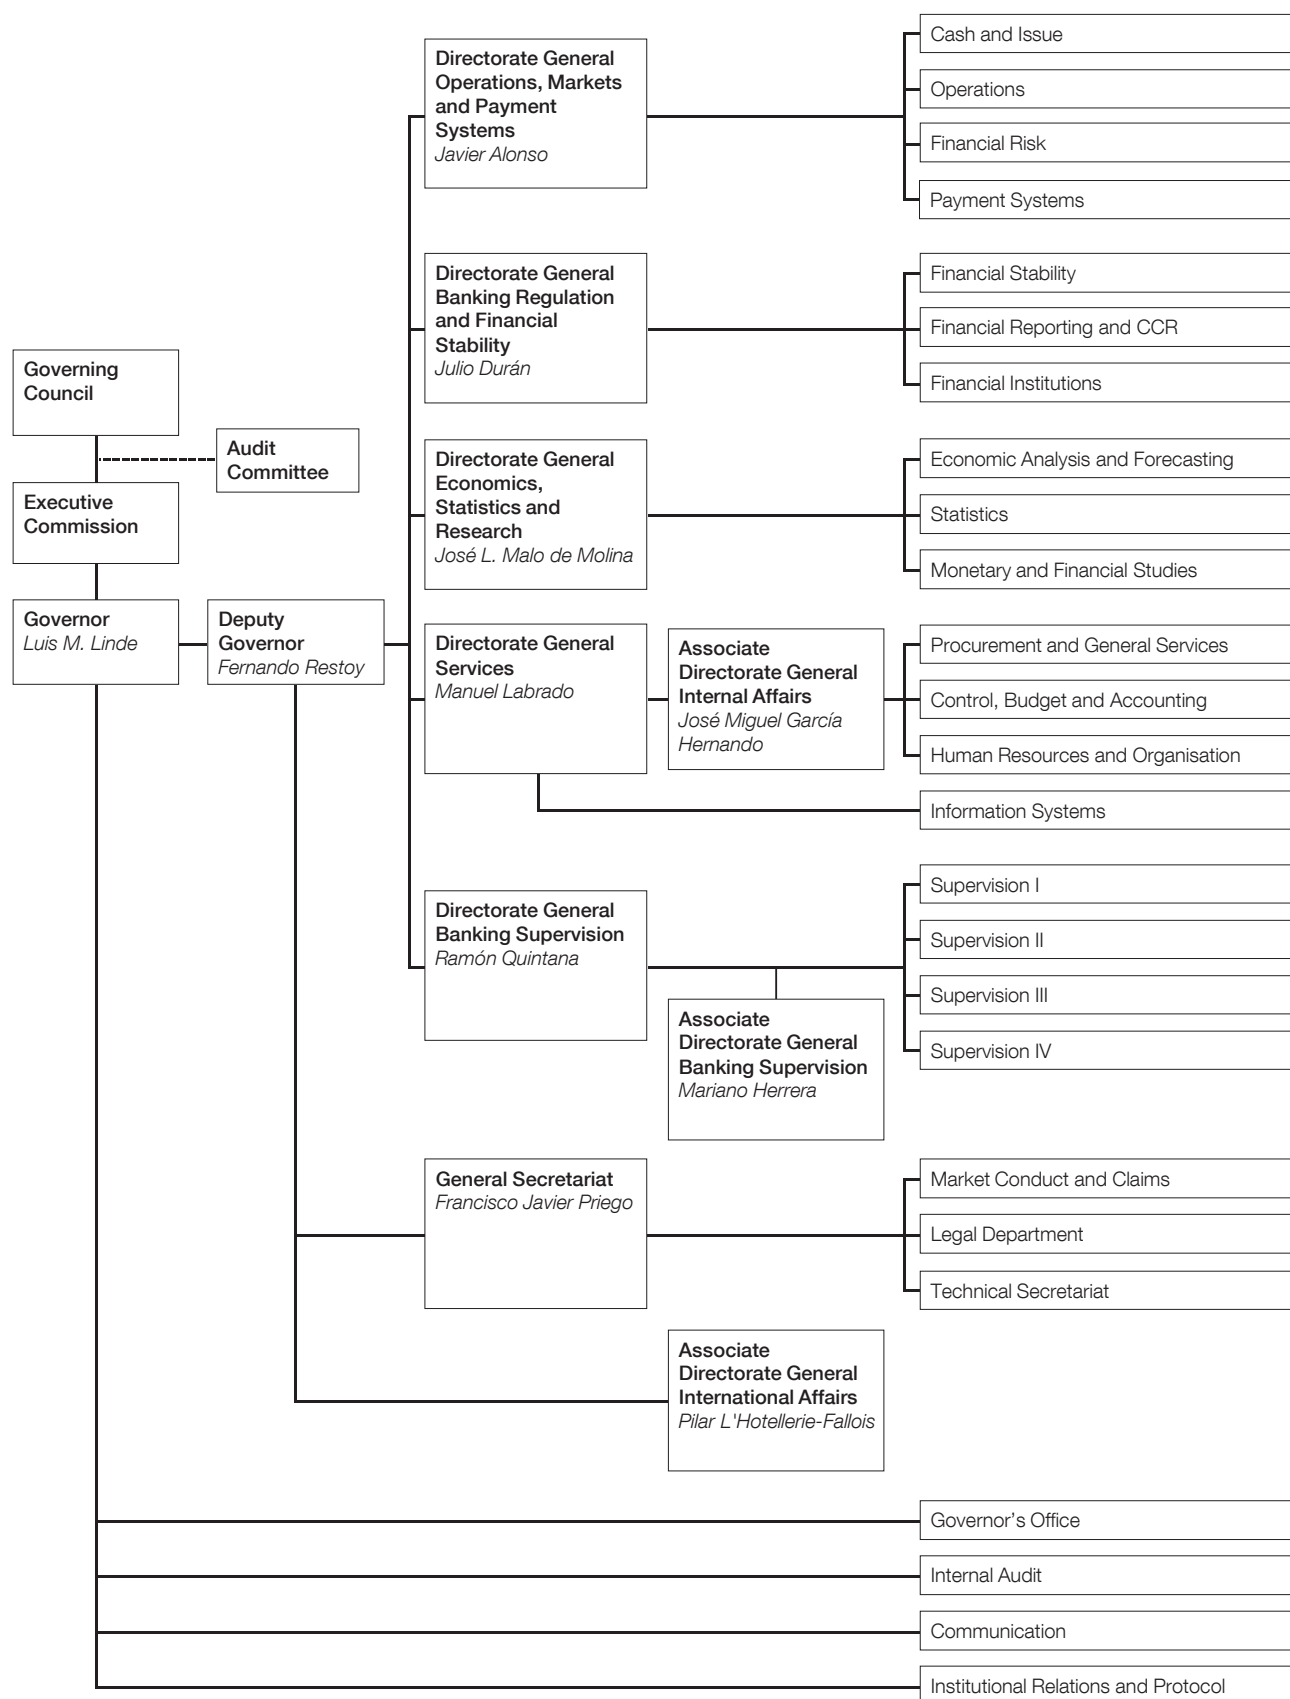 Governing
Council
Audit
Committee
Executive
Commission
Governor
Luis M. Linde
Deputy
Governor
Fernando Restoy
Directorate General
Operations, Markets
and Payment
Systems
Javier Alonso
Cash and Issue
Operations
Financial Risk
Payment Systems
Directorate General
Banking Regulation
and Financial
Stability
Julio Durán
Financial Stability
Financial Reporting and CCR
Financial Institutions
Directorate General
Economics,
Statistics and
Research
José L. Malo de Molina
Economic Analysis and Forecasting
Statistics
Monetary and Financial Studies
Directorate General
Services
Manuel Labrado
Associate
Directorate General
Internal Affairs
José Miguel García
Hernando
Procurement and General Services
Control, Budget and Accounting
Human Resources and Organisation
Information Systems
Directorate General
Banking Supervision
Ramón Quintana
Associate
Directorate General
Banking Supervision
Mariano Herrera
Supervision I
Supervision II
Supervision III
Supervision IV
General Secretariat
Francisco Javier Priego
Market Conduct and Claims
Legal Department
Technical Secretariat
Associate
Directorate General
International Affairs
Pilar L'Hotellerie-Fallois
Governor’s Office
Internal Audit
Communication
Institutional Relations and Protocol